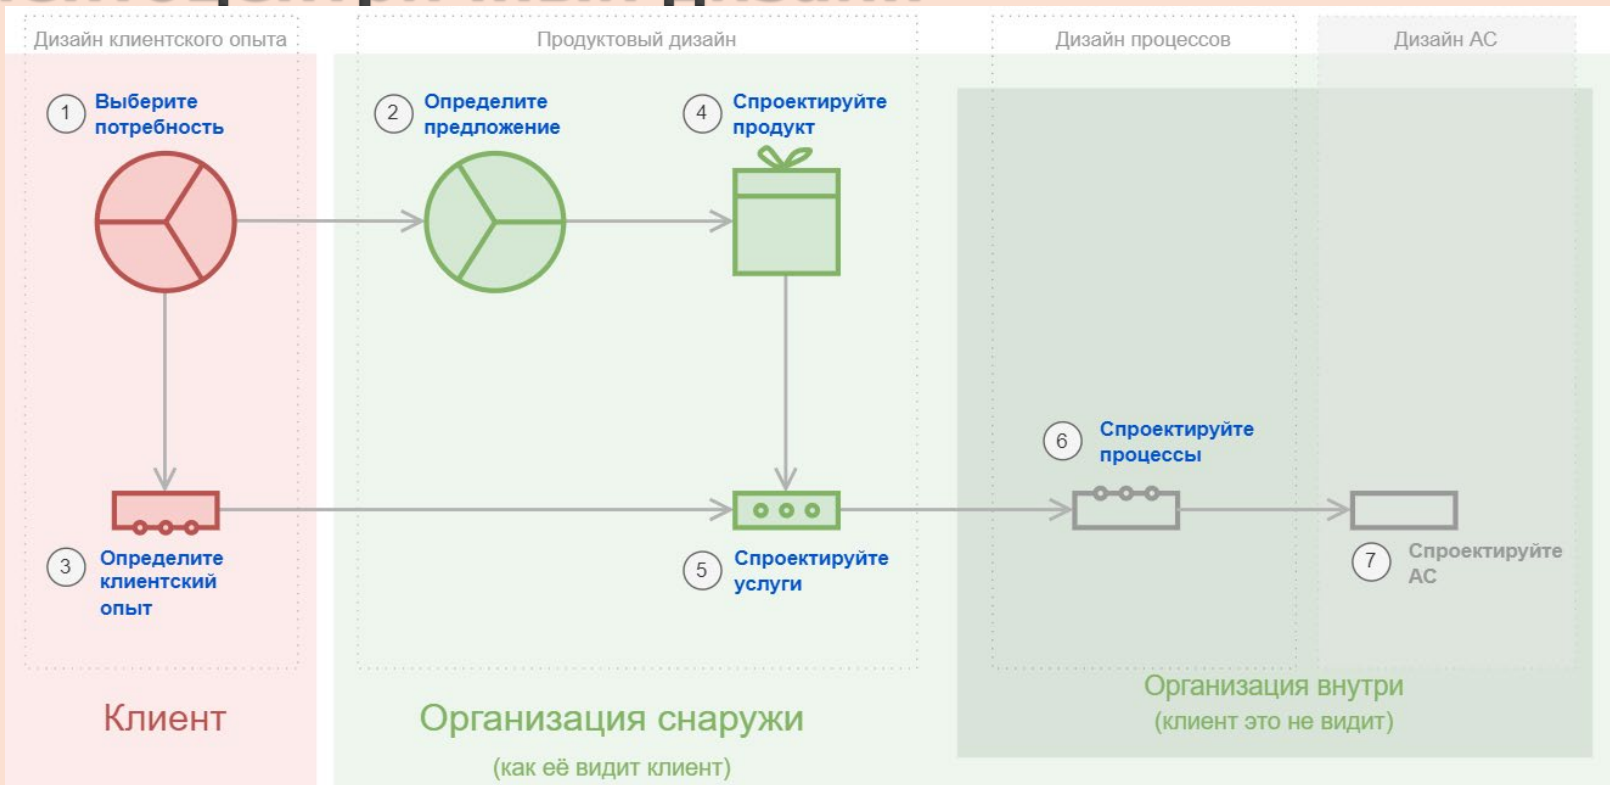 Дизайн клиентского опыта
Продуктовый дизайн
Дизайн процессов
Дизайн АС
1
Выберите
потребность
2
Определите
предложение
4
Спроектируйте
продукт
6
Спроектируйте
процессы
3
Определите
клиентский
опыт
5
Спроектируйте
услуги
7
Спроектируйте
АС
Клиент
Организация снаружи
(как её видит клиент)
Организация внутри
(клиент это не видит)